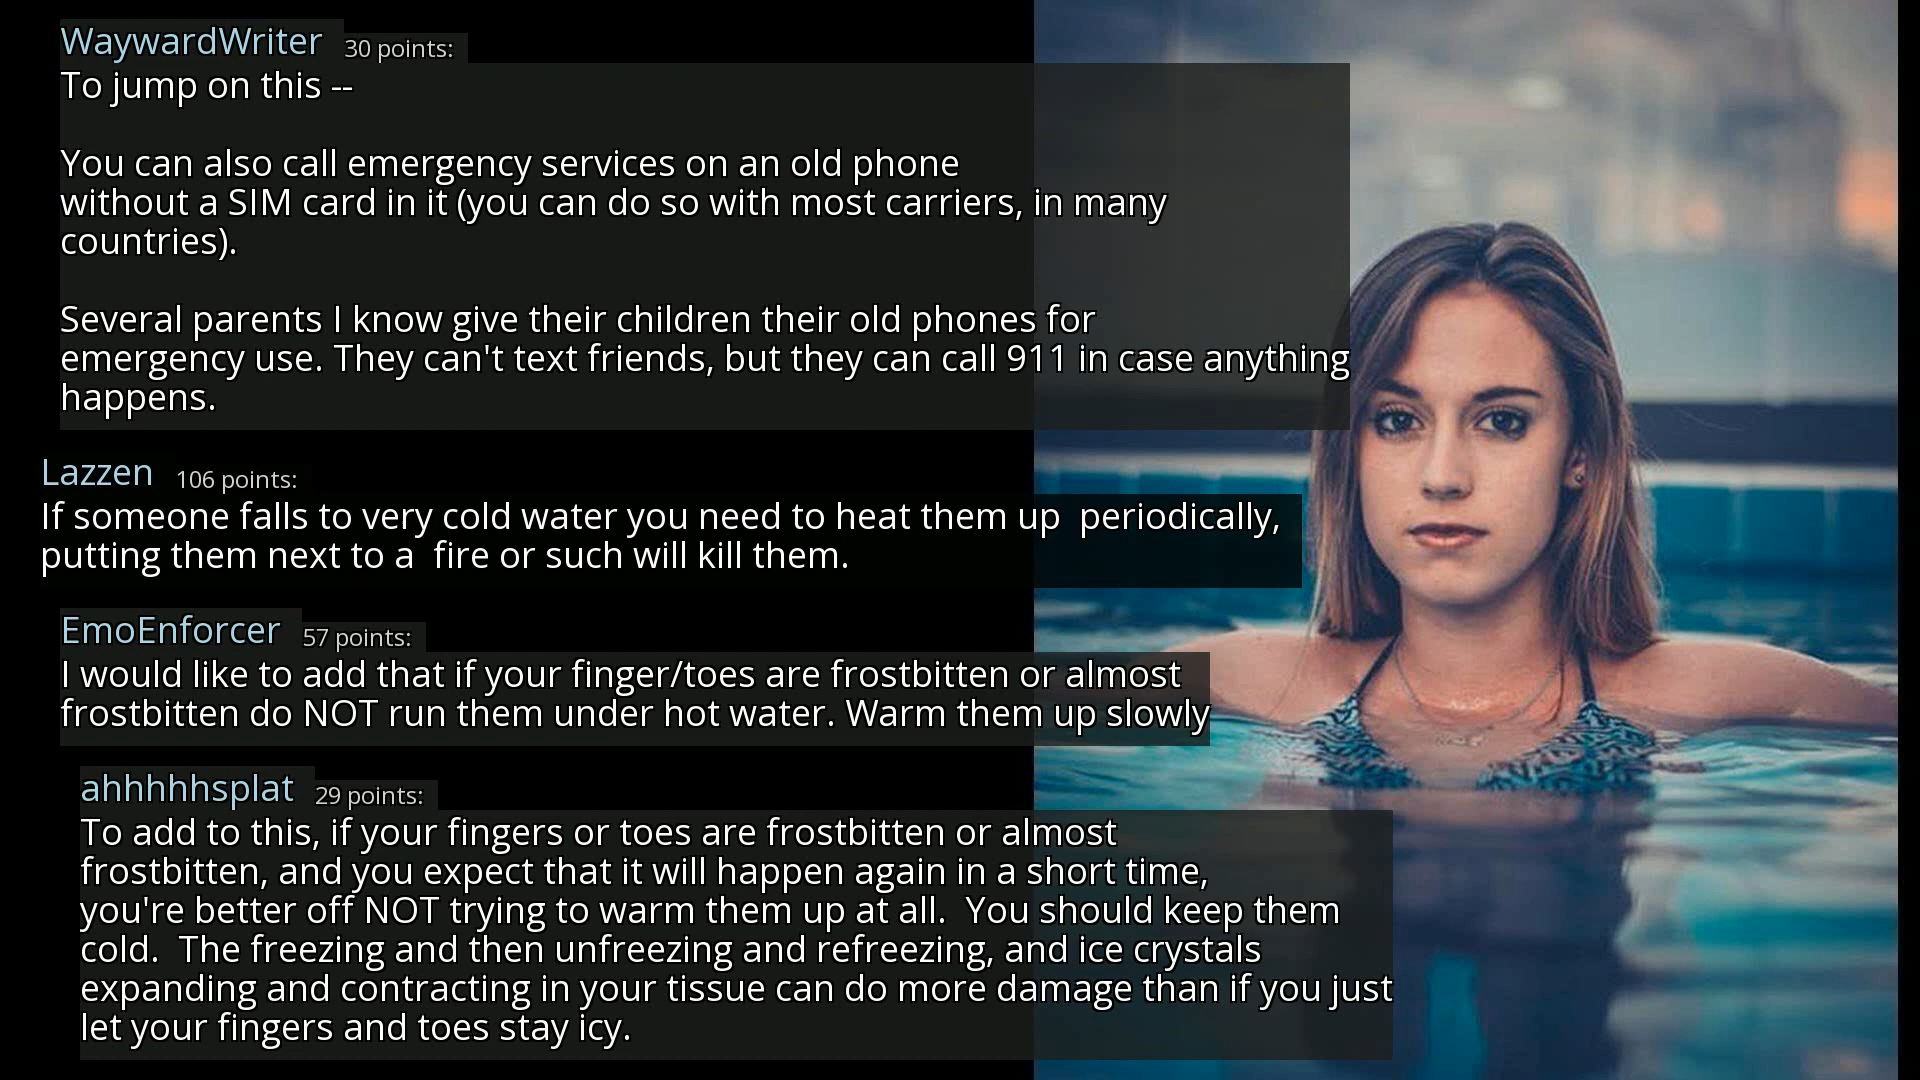 WaywardWriter 30 points:
To jump on this --
You can also call emergency services on an old phone
without a SIM card in it (you can do so with most carriers, in many
countries).
Several parents I know give their children their old phones for
emergency use. They can't text friends, but they can call 911 in case anything
happens.
Lazzen 106 points:
If someone falls to very cold water you need to heat them up  periodically,
putting them next to a  fire or such will kill them.
EmoEnforcer 57 points:
I would like to add that if your finger/toes are frostbitten or almost
frostbitten do NOT run them under hot water. Warm them up slowly
ahhhhhsplat 29 points:
To add to this, if your fingers or toes are frostbitten or almost
frostbitten, and you expect that it will happen again in a short time,
you're better off NOT trying to warm them up at all.  You should keep them
cold.  The freezing and then unfreezing and refreezing, and ice crystals
expanding and contracting in your tissue can do more damage than if you just
let your fingers and toes stay icy.